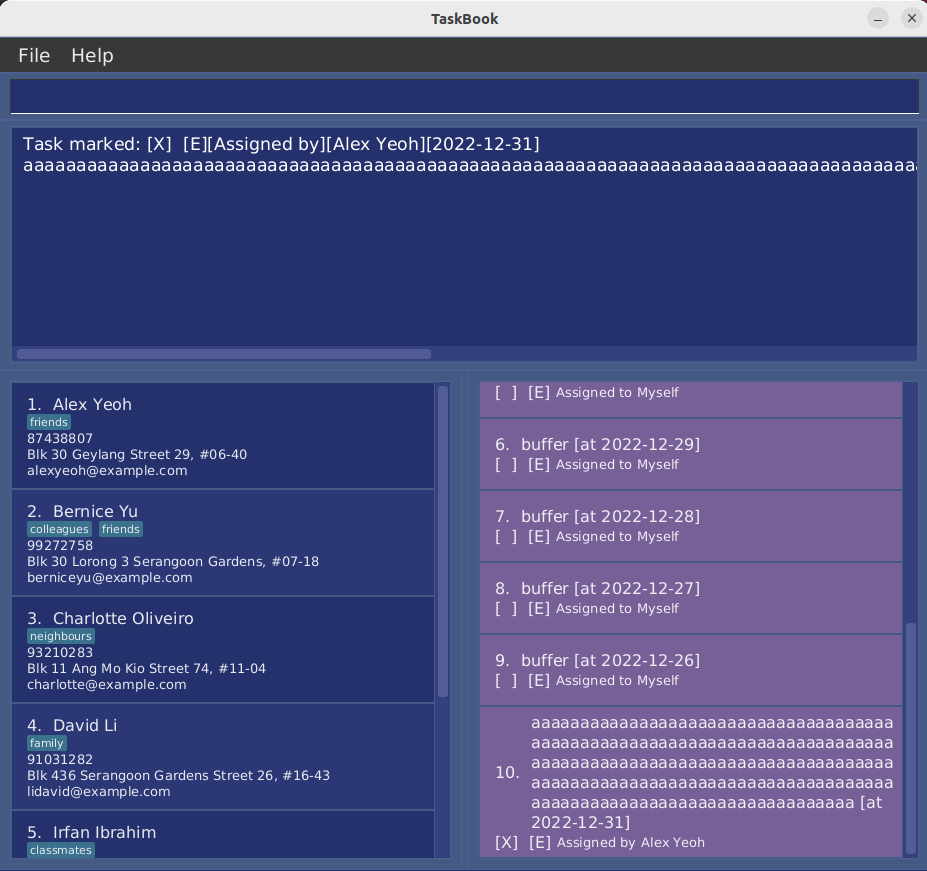 TaskBook
File Help
Task marked: [X] [E][Assigned by][Alex Yeoh][2022-12-31]
aaaaaaaaaaaaaaaaaaaaaaaaaaaaaaaaaaaaaaaaaaaaaaaaaaaaaaaaaaaaaaaaaaaaaaaaaaaaaaaaaaaa
1. Alex Yeoh
friends
87438807
Blk 30 Geylang Street 29, #06-40
alexyeoh@example.com
2. Bernice Yu
colleagues friends
99272758
Blk 30 Lorong 3 Serangoon Gardens, #07-18
berniceyu@example.com
3. Charlotte Oliveiro
neighbours
93210283
Blk 11 Ang Mo Kio Street 74, #11-04
charlotte@example.com
4. David Li
family
91031282
Blk 436 Serangoon Gardens Street 26, #16-43
lidavid@example.com
5. Irfan Ibrahim
classmates
[ ] [E] Assigned to Myself
6. buffer [at 2022-12-29]
[ ] [E] Assigned to Myself
7. buffer [at 2022-12-28]
[ ] [E] Assigned to Myself
8. buffer [at 2022-12-27]
[ ] [E] Assigned to Myself
9. buffer [at 2022-12-26]
[ ] [E] Assigned to Myself
10.
aaaaaaaaaaaaaaaaaaaaaaaaaaaaaaaaaaaaa
aaaaaaaaaaaaaaaaaaaaaaaaaaaaaaaaaaaaa
aaaaaaaaaaaaaaaaaaaaaaaaaaaaaaaaaaaaa
aaaaaaaaaaaaaaaaaaaaaaaaaaaaaaaaaaaaa
aaaaaaaaaaaaaaaaaaaaaaaaaaaaaaaaa [at
2022-12-31]
[X] [E] Assigned by Alex Yeoh